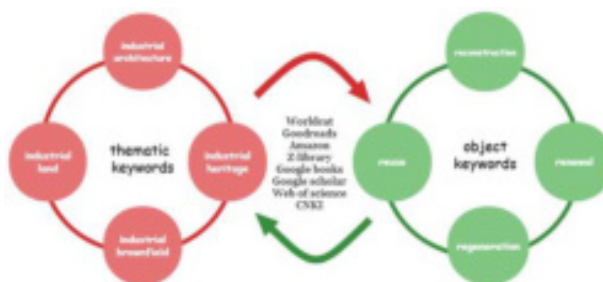 industrial
architecture
industrial
land
thematic
keywords
industrial
heritage
industrial
brownfield
Worldcat
Goodreads
Amazon
Z-library
Google books
Google scholar
Web of science
CNKI
reconstruction
reuse
object
keywords
renewal
regeneration